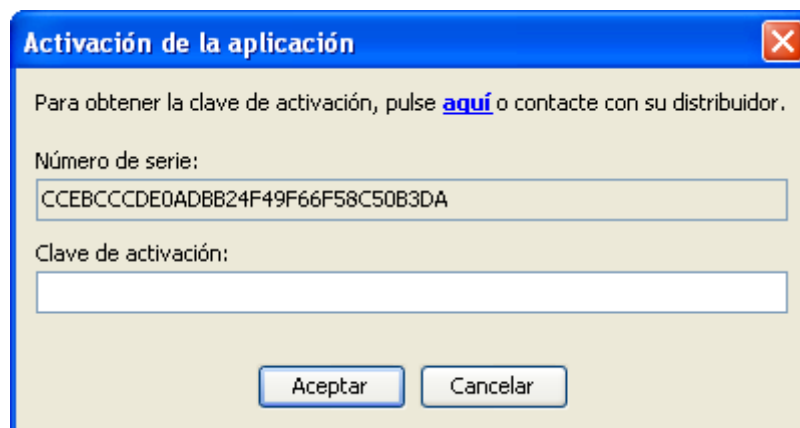 Activación de la aplicación
Para obtener la clave de activación, pulse aquí o contacte con su distribuidor.
Número de serie:
CCEBCCCDE0ADBB24F49F66F58C50B3DA
Clave de activación:
Aceptar Cancelar